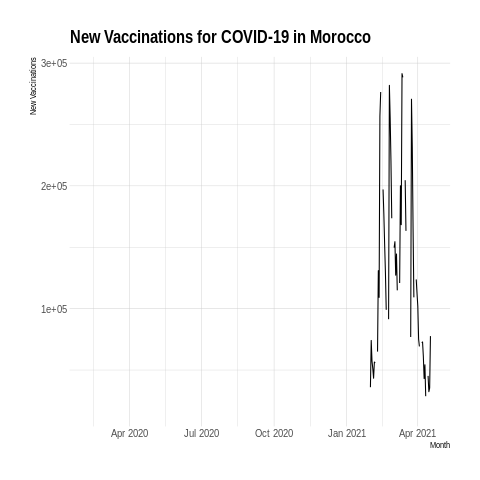 New Vaccinations for COVID-19 in Morocco
New Vaccinations
3e+05
2e+05
1e+05
Apr 2020 Jul 2020 Oct 2020 Jan 2021 Apr 2021
Month